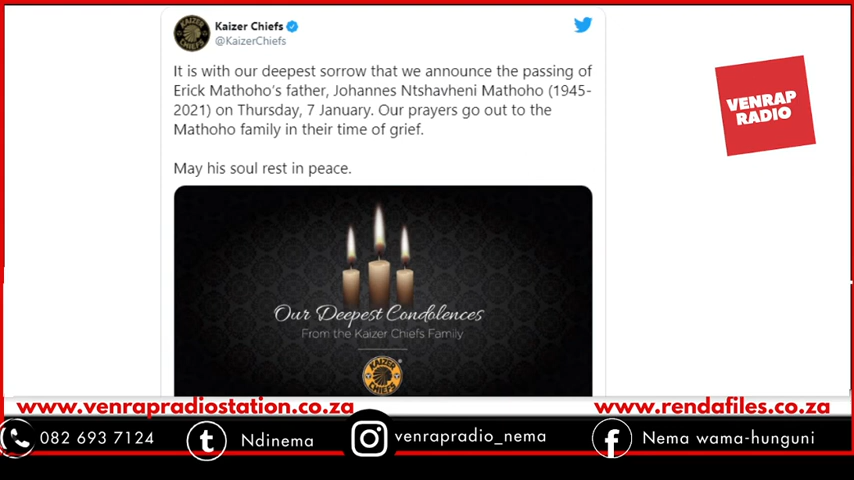 Kaizer Chiefs
@KaizerChiefs
It is with our deepest sorrow that we announce the passing of
Erick Mathoho's father, Johannes Ntshavheni Mathoho (1945-
2021) on Thursday, 7 January. Our prayers go out to the
Mathoho family in their time of grief.
May his soul rest in peace.
VENRAP
RADIO
Our Deepest Condolences
From the Kaizer Chiefs Family
KAIZER
CHIEFS
www.venrapradiostation.co.za
www.rendafiles.co.za
082 693 7124
Ndinema
venrapradio_nema
Nema wama-hunguni